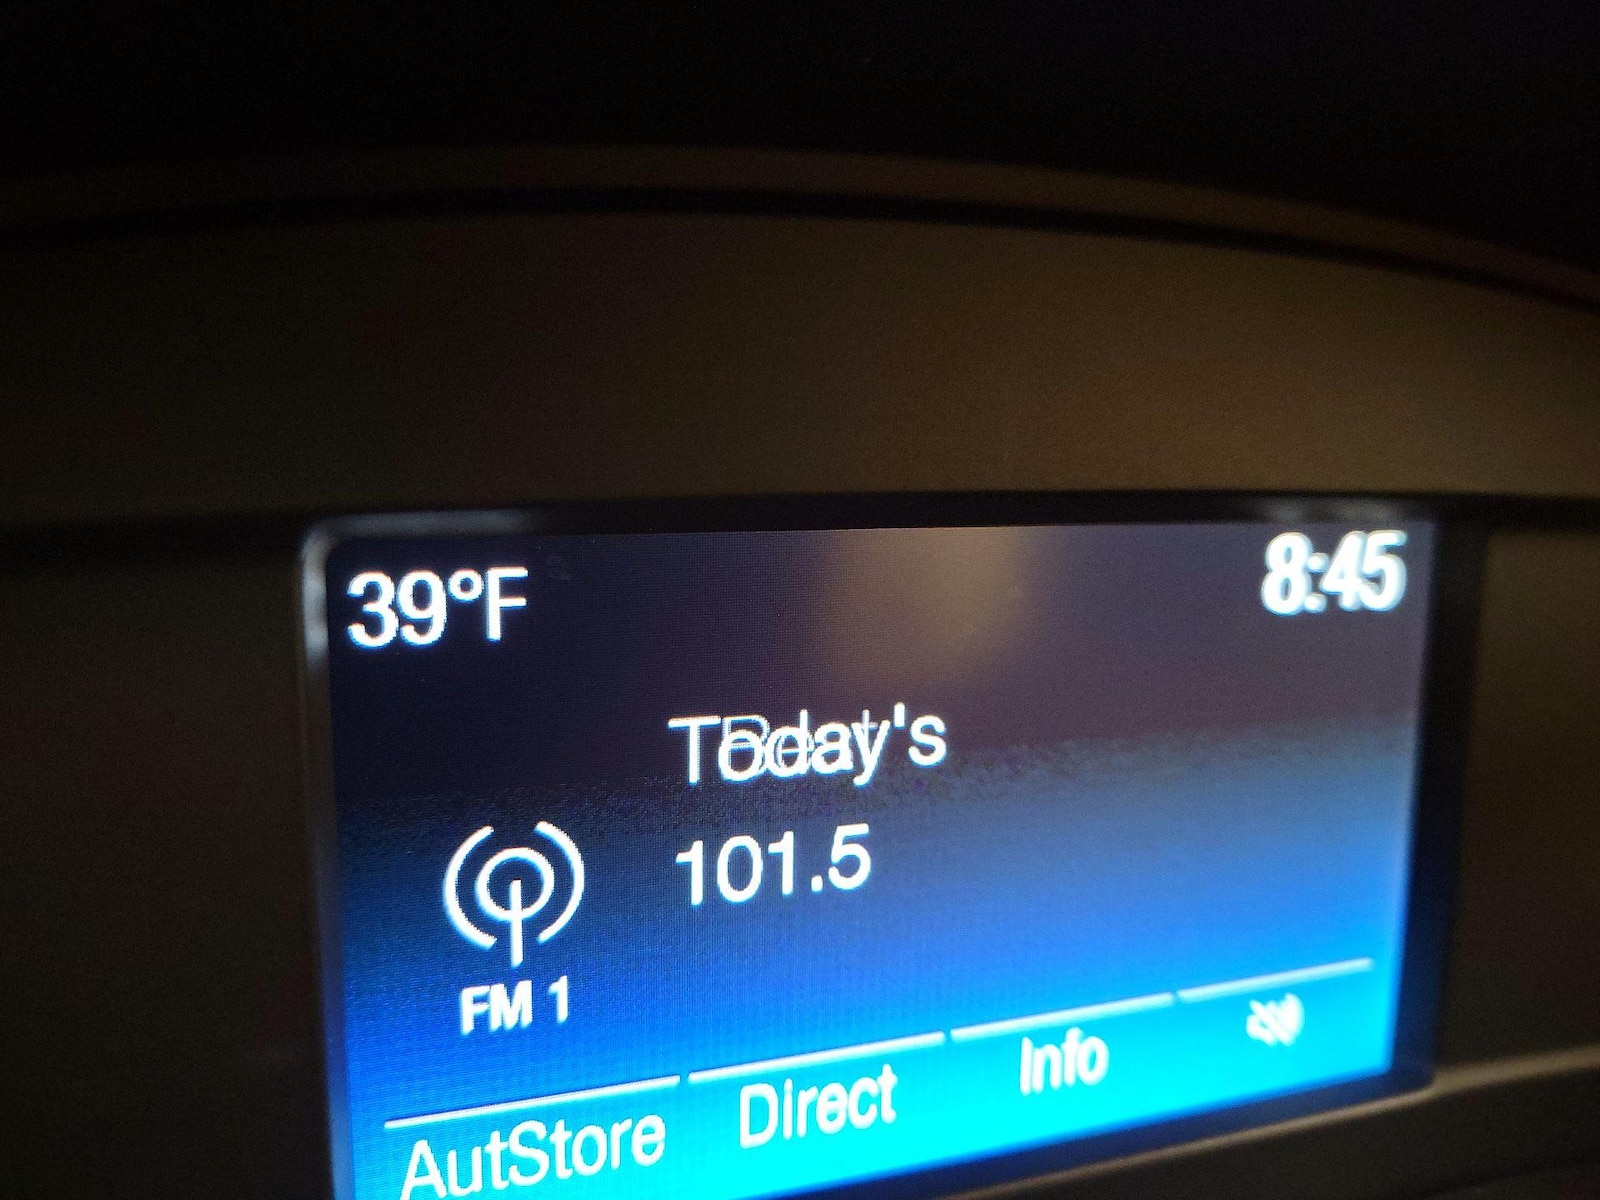 39°F
8:45
Today's
101.5
FM 1
AutStore Direct Info